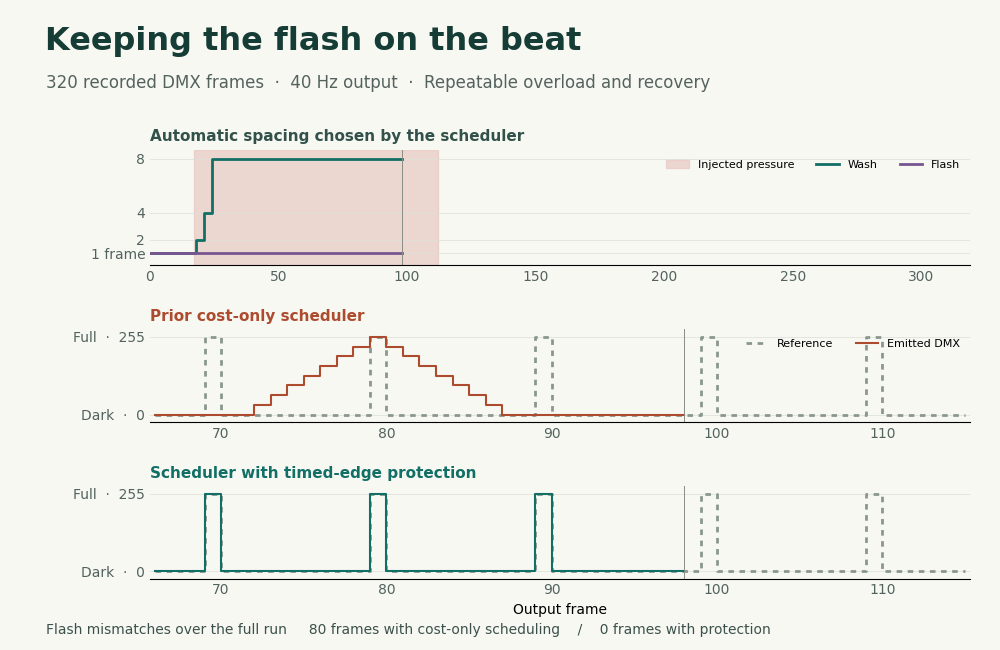 Keeping the flash on the beat
320 recorded DMX frames · 40 Hz output · Repeatable overload and recovery
Automatic spacing chosen by the scheduler
8
4
2
1 frame
Injected pressure
Wash
Flash
0 50 100 150 200 250 300
Prior cost-only scheduler
Full · 255
Dark · 0
Reference
Emitted DMX
70 80 90 100 110
Scheduler with timed-edge protection
Full · 255
Dark · 0
70 80 90 100 110
Output frame
Flash mismatches over the full run 80 frames with cost-only scheduling / 0 frames with protection